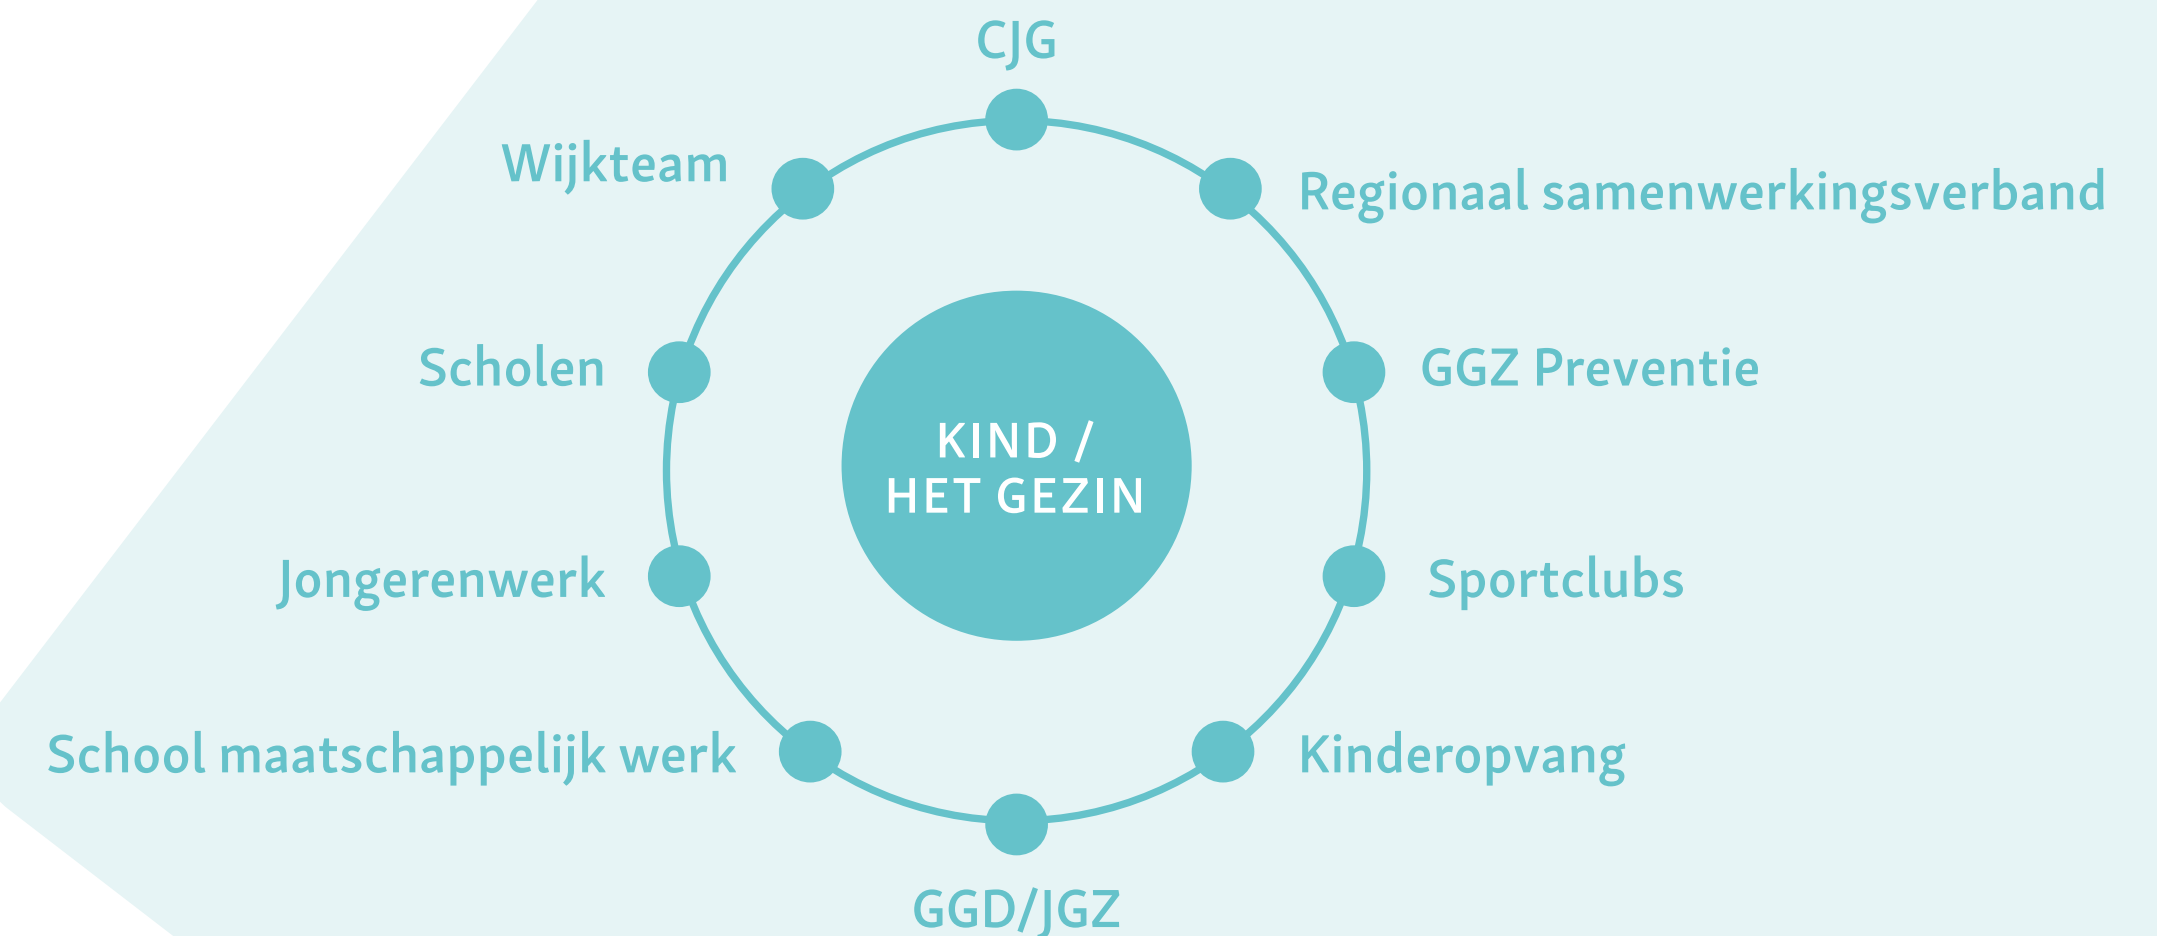 CJG
Wijkteam
Regionaal samenwerkingsverband
Scholen
GGZ Preventie
KIND /
HET GEZIN
Jongerenwerk
Sportclubs
School maatschappelijk werk
Kinderopvang
GGD/JGZ